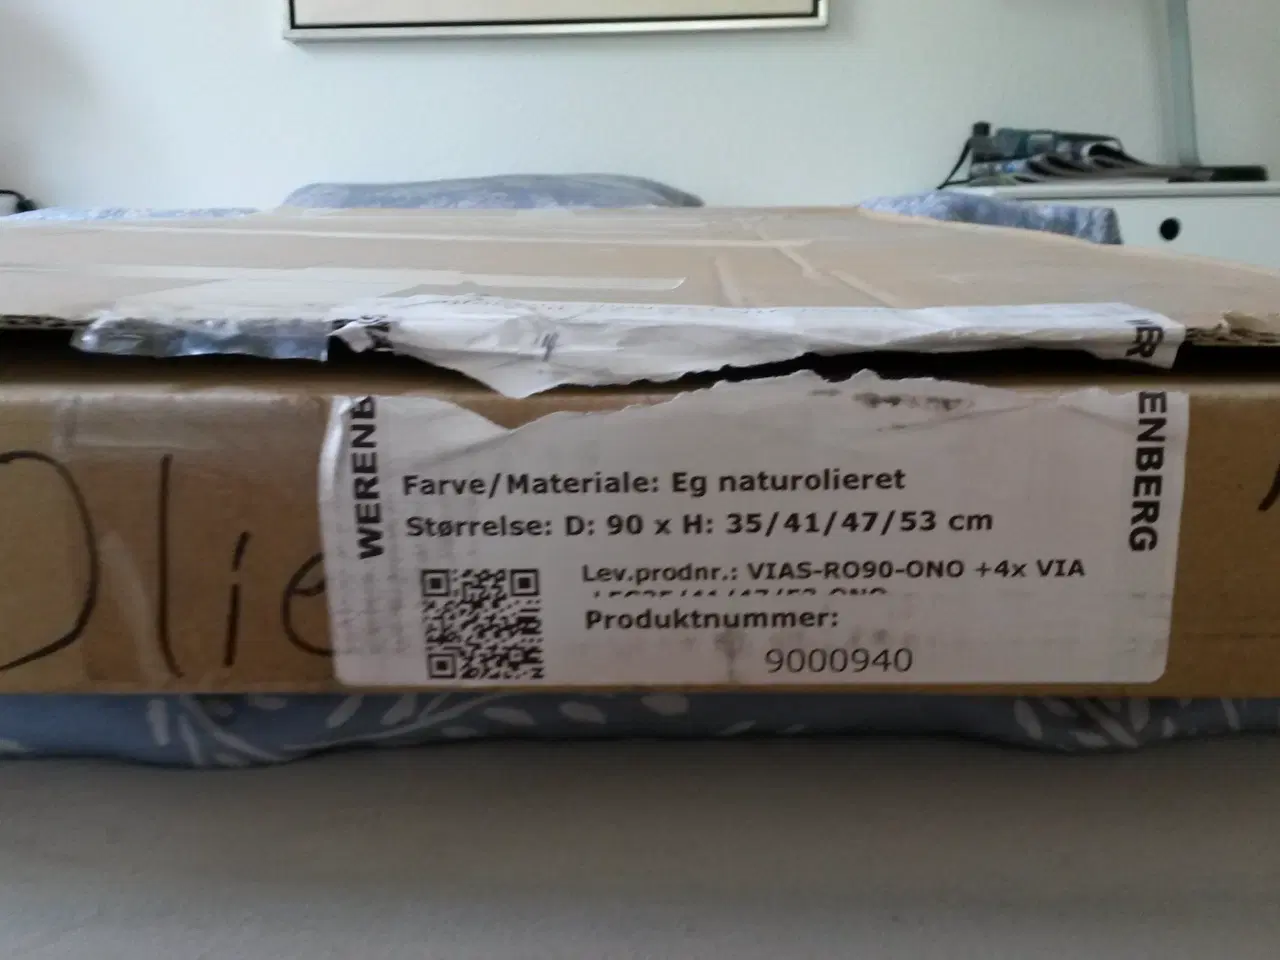 WERENB
ENBERG
Farve/Materiale: Eg naturolieret
Størrelse: D: 90 x H: 35/41/47/53 cm
Lev.prodnr.: VIAS-RO90-ONO +4x VIA
Produktnummer:
9000940
Olie